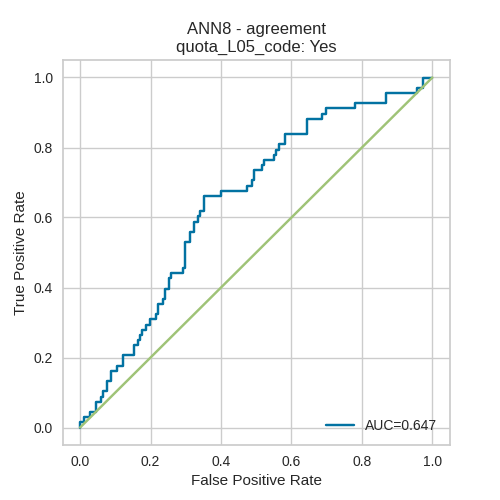 ANN8 - agreement
quota_L05_code: Yes
1.0
0.8
0.6
0.4
0.2
0.0
True Positive Rate
AUC=0.647
0.0 0.2 0.4 0.6 0.8 1.0
False Positive Rate